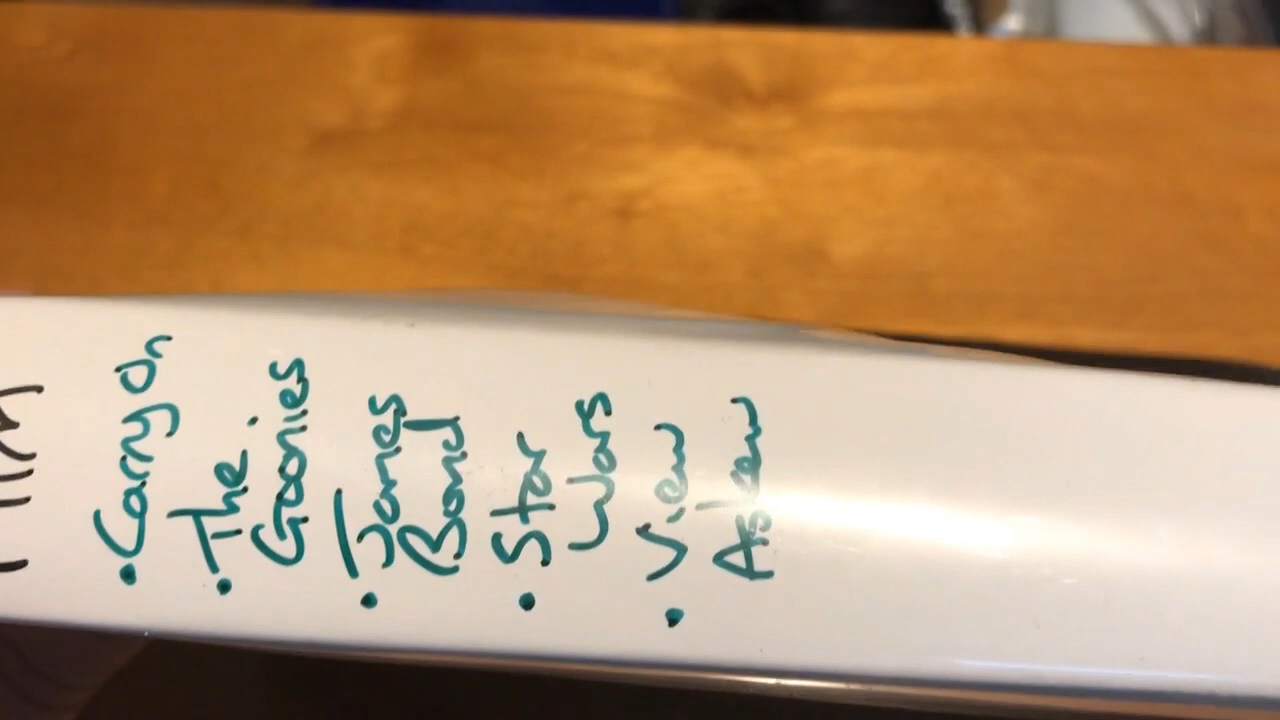 • Carry On
• The
Goonies
• James
Bond
• Star
Wars
• View
Askew